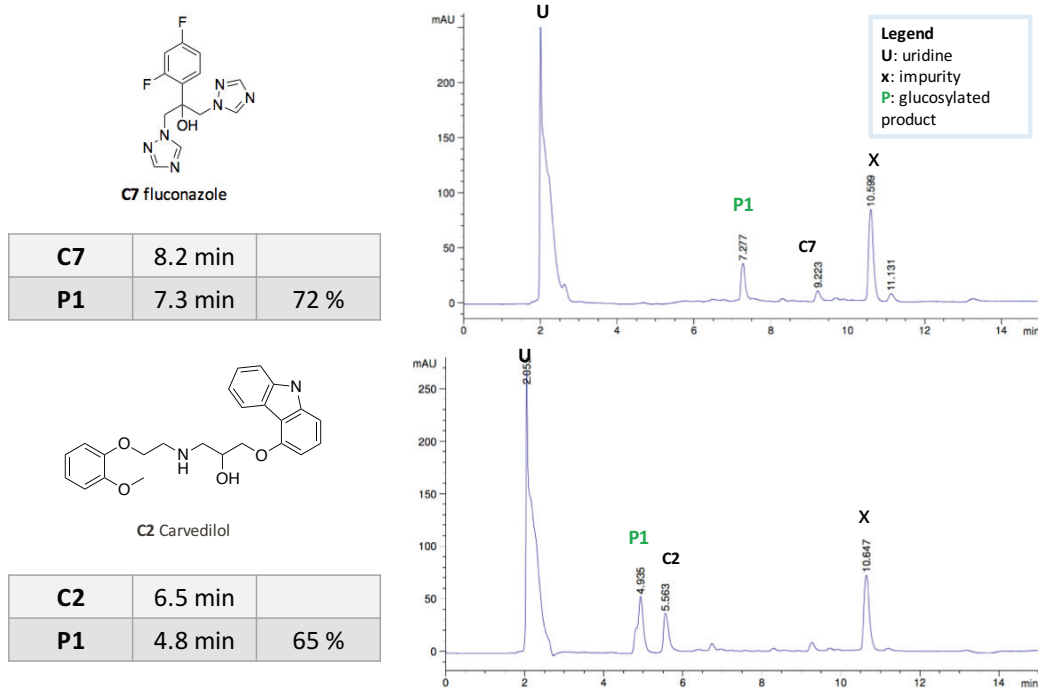 F
F
N
N
N
OH
N
N
N
C7 fluconazole
C7 8.2 min
P1 7.3 min 72 %
mAU
U
200
150
100
50
0
P1
7.277
C7
9.223
X
10.599
11.131
0 2 4 6 8 10 12 14 min
Legend
U: uridine
x: impurity
P: glucosylated
product
N
O
N
H
O
OH
O
C2 Carvedilol
C2 6.5 min
P1 4.8 min 65 %
mAU
U
2.053
250
200
150
100
50
0
P1
4.935
C2
5.563
X
10.647
0 2 4 6 8 10 12 14 min